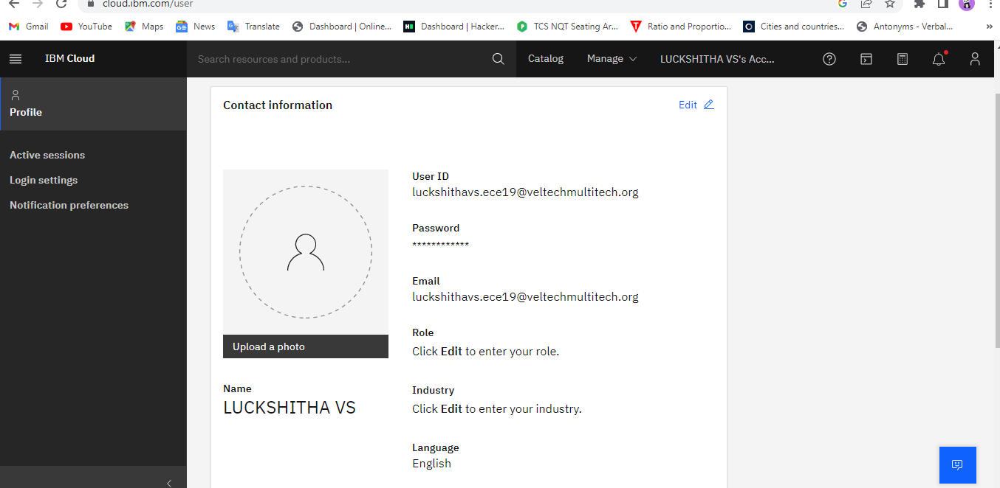 cloud.ibm.com/user
Gmail YouTube Maps News Translate Dashboard | Online... Dashboard | Hacker... TCS NQT Seating Ar... Ratio and Proportio... Cities and countries... Antonyms - Verbal... »
IBM Cloud Search resources and products... Catalog Manage LUCKSHITHA VS's Acc...
Profile
Active sessions
Login settings
Notification preferences
Contact information Edit
Upload a photo
Name
LUCKSHITHA VS
User ID
luckshithavs.ece19@veltechmultitech.org
Password
************
Email
luckshithavs.ece19@veltechmultitech.org
Role
Click Edit to enter your role.
Industry
Click Edit to enter your industry.
Language
English